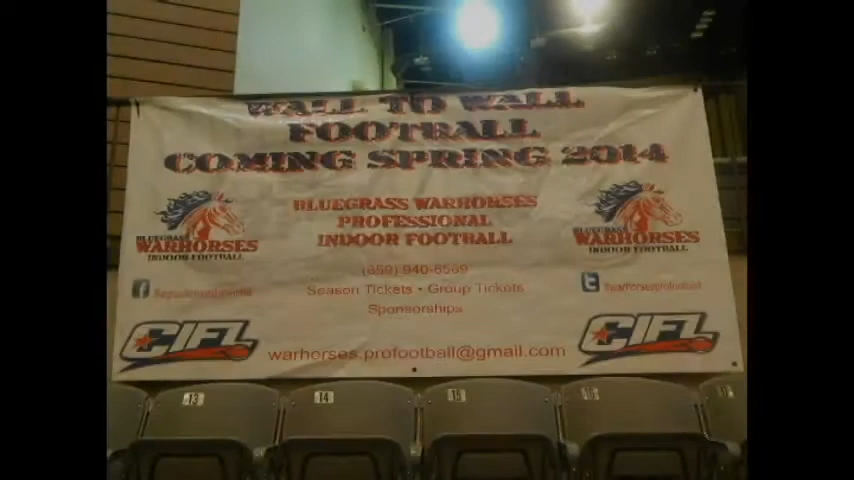 WALL TO WALL
FOOTBALL
COMING SPRING 2014
BLUEGRASS WARHORSES
PROFESSIONAL
INDOOR FOOTBALL
BLUEGRASS
WARHORSES
INDOOR FOOTBALL
BLUEGRASS
WARHORSES
INDOOR FOOTBALL
(859) 940-6569
Season Tickets • Group Tickets
Sponsorships
f
t
CIFL
CIFL
warhorses.profootball@gmail.com
13
14
15
16
17